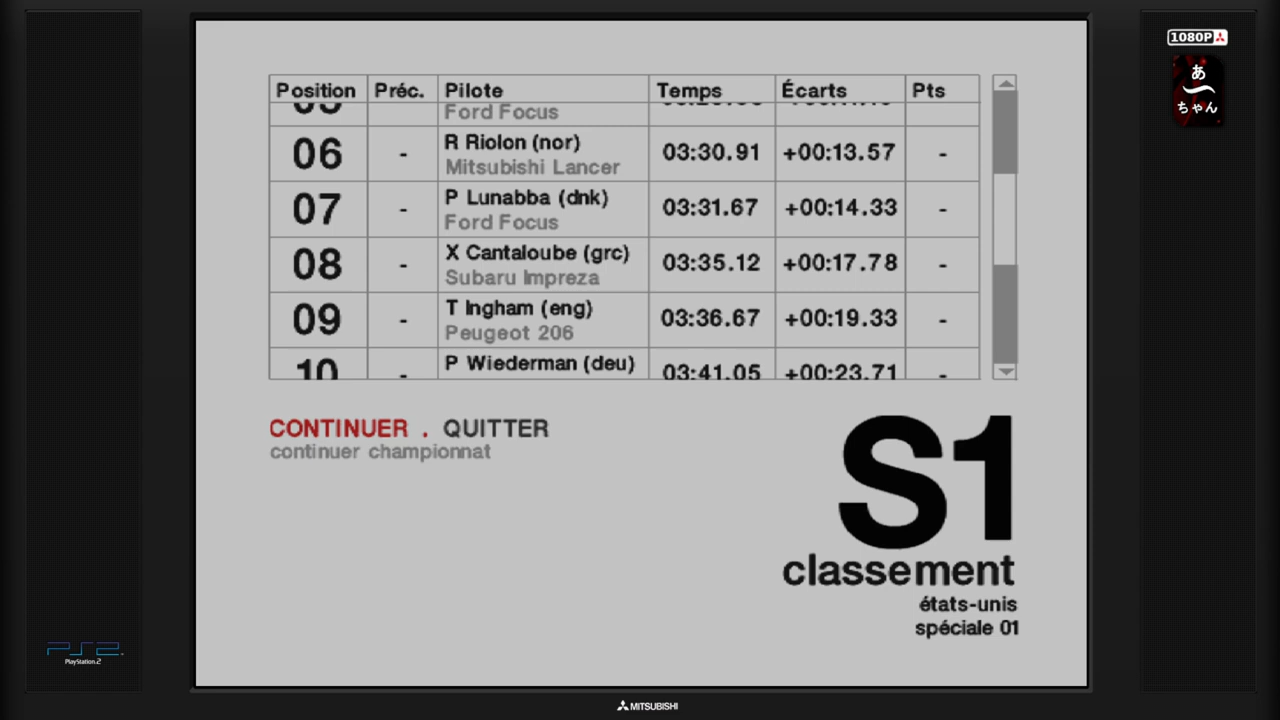 1080P
あ
ー
ちゃん
Position Préc. Pilote Temps Écarts Pts
Ford Focus
06 - R Riolon (nor) 03:30.91 +00:13.57 -
Mitsubishi Lancer
07 - P Lunabba (dnk) 03:31.67 +00:14.33 -
Ford Focus
08 - X Cantaloube (grc) 03:35.12 +00:17.78 -
Subaru Impreza
09 - T Ingham (eng) 03:36.67 +00:19.33 -
Peugeot 206
10 - P Wiederman (deu) 03:41.05 +00:23.71 -
CONTINUER . QUITTER
continuer championnat
S1
classement
états-unis
spéciale 01
PS2
PlayStation.2
MITSUBISHI